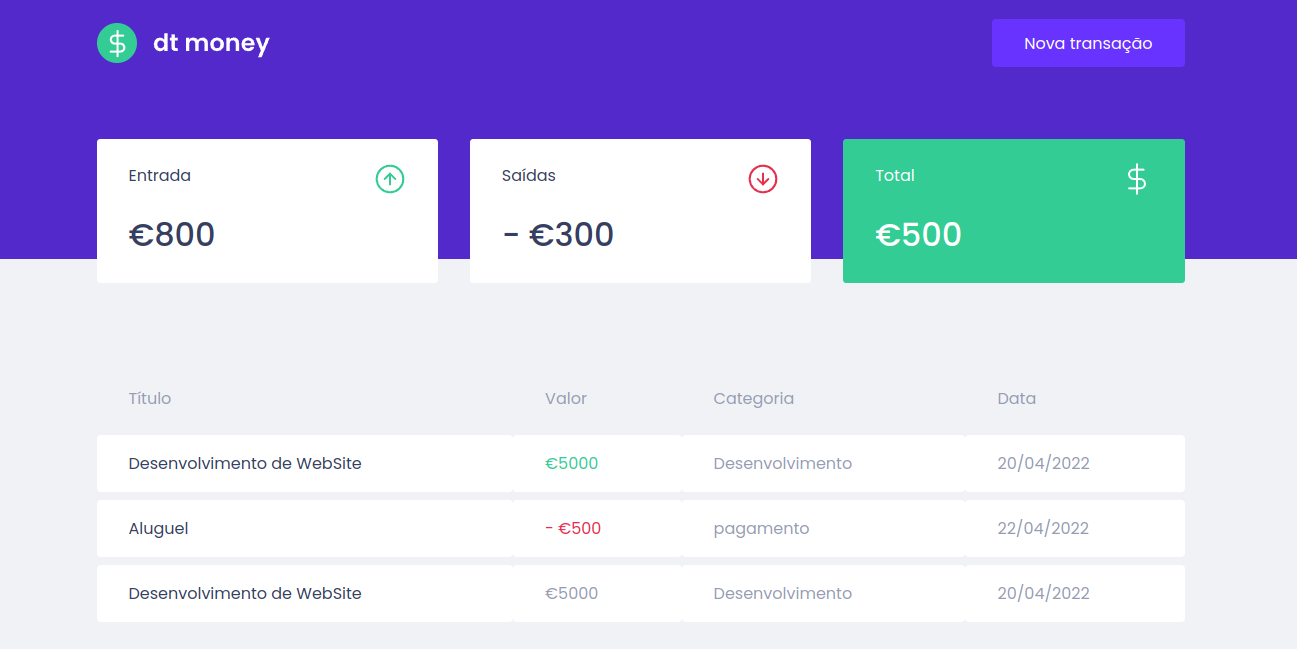 dt money
Nova transação
Entrada
Saídas
Total
€800
- €300
€500
Título Valor Categoria Data
Desenvolvimento de WebSite €5000 Desenvolvimento 20/04/2022
Aluguel - €500 pagamento 22/04/2022
Desenvolvimento de WebSite €5000 Desenvolvimento 20/04/2022